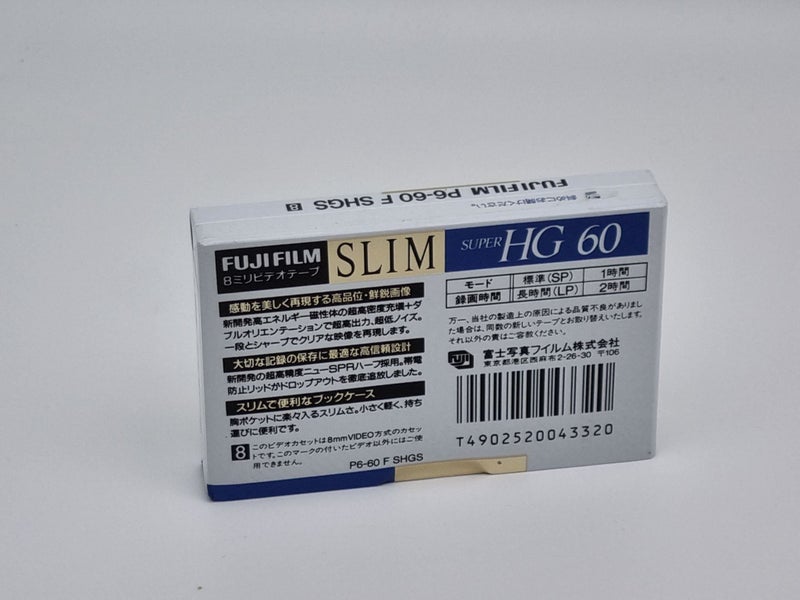 FUJIFILM P6-60 F SHGS 8
斜めにお開けください。
FUJIFILM
8ミリビデオテープ
SLIM
SUPER HG 60
感動を美しく再現する高品位・鮮鋭画像
新開発高エネルギー磁性体の超高密度充填+ダ
ブルオリエンテーションで超高出力、超低ノイズ。
一段とシャープでクリアな映像を再現します。
大切な記録の保存に最適な高信頼設計
新開発の超高精度ニューSPRハーフ採用。帯電
防止リッドがドロップアウトを徹底追放しました。
スリムで便利なブックケース
胸ポケットに楽々入るスリムさ。小さく軽く、持ち
運びに便利です。
8 このビデオカセットは8mmVIDEO方式のカセッ
トです。このマークの付いたビデオ以外にはご使
用できません。
P6-60 F SHGS
モード 標準(SP) 1時間
録画時間 長時間(LP) 2時間
万一、当社の製造上の原因による品質不良がありまし
た場合は、同数の新しいテープとお取り替えいたします。
それ以外の責はご容赦ください。
富士写真フイルム株式会社
東京都港区西麻布2-26-30 〒106
T4902520043320